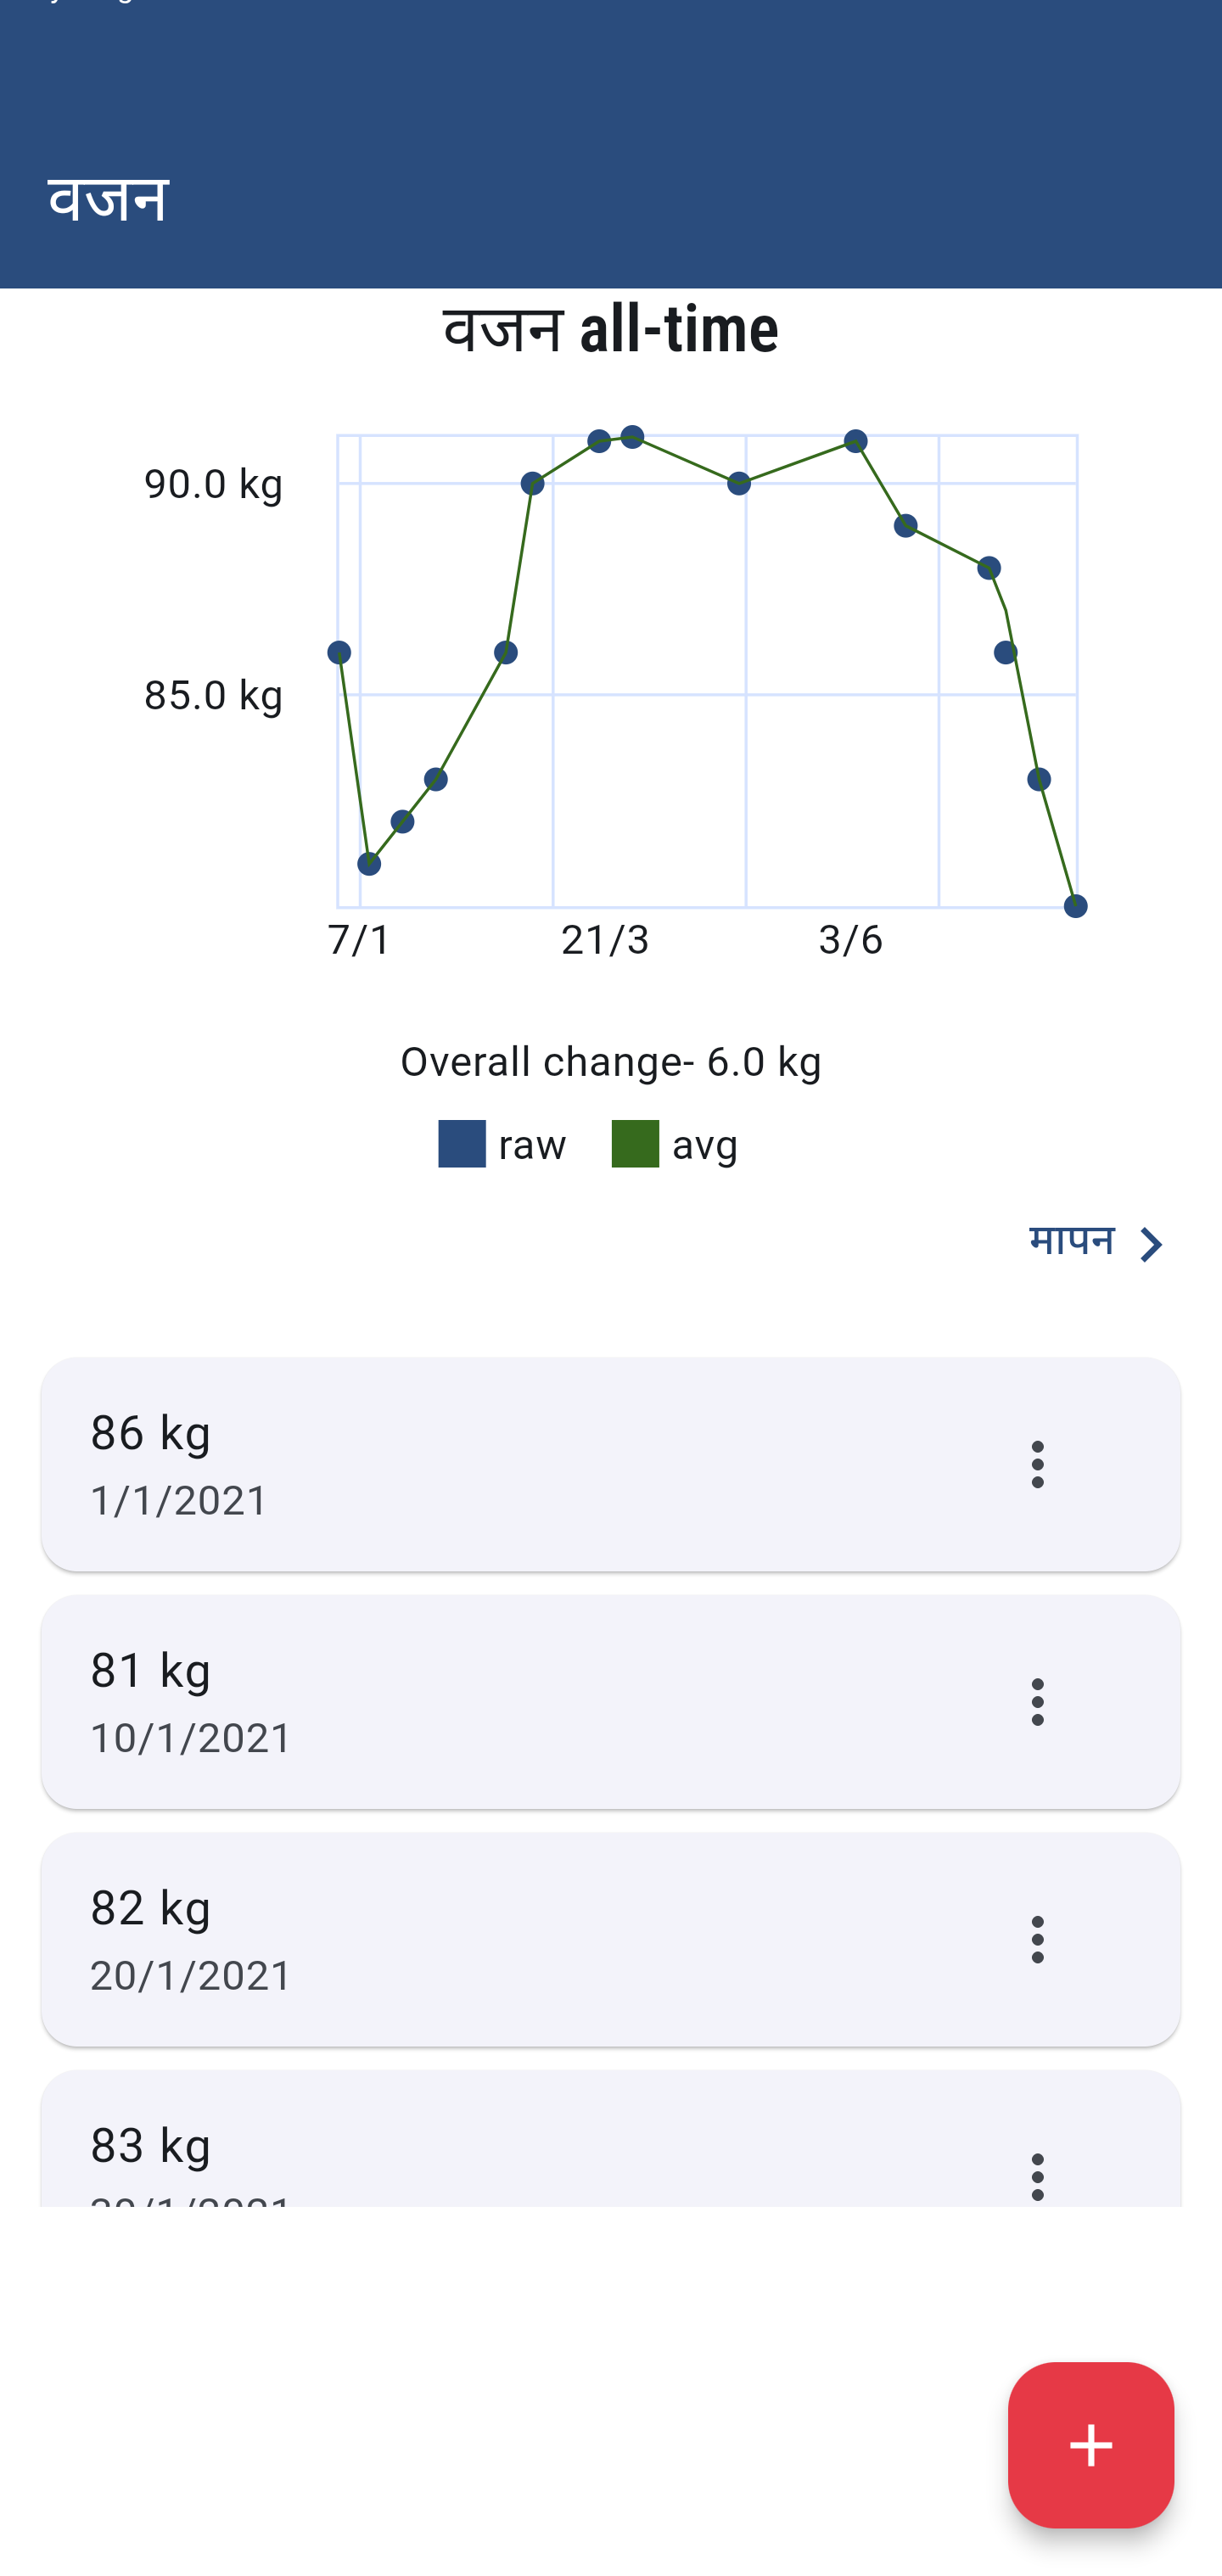 वजन
वजन all-time
90.0 kg
85.0 kg
7/1 21/3 3/6
Overall change- 6.0 kg
raw avg
मापन
86 kg
1/1/2021
81 kg
10/1/2021
82 kg
20/1/2021
83 kg